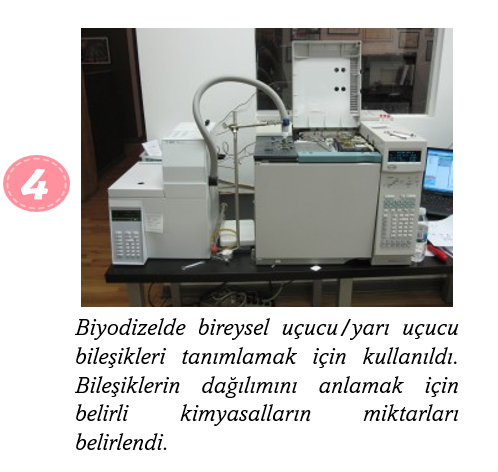 4
Biyodizelde bireysel uçucu/yarı uçucu
bileşikleri tanımlamak için kullanıldı.
Bileşiklerin dağılımını anlamak için
belirli kimyasalların miktarları
belirlendi.